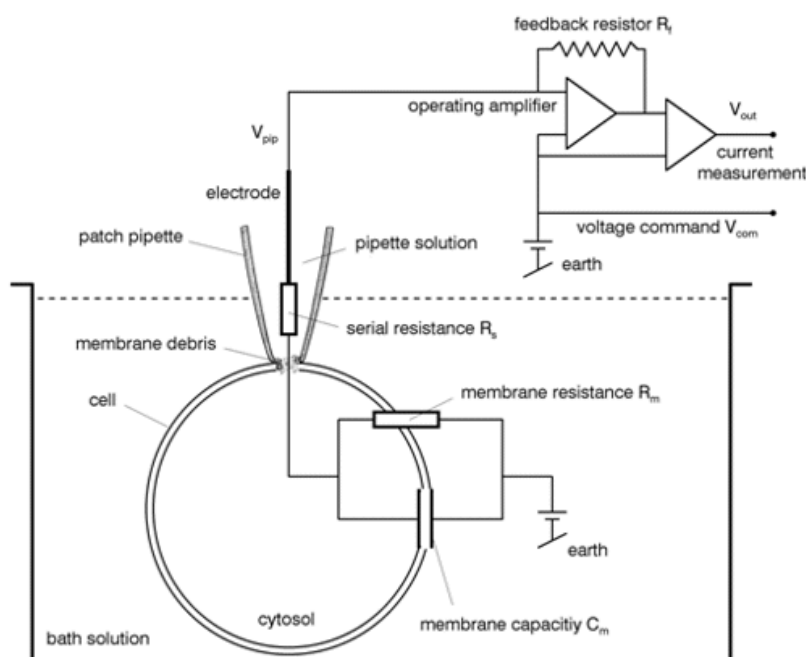 feedback resistor Rf
operating amplifier
Vout
current
measurement
Vpip
electrode
voltage command Vcom
patch pipette
pipette solution
earth
serial resistance Rs
membrane debris
membrane resistance Rm
cell
earth
cytosol
membrane capacitiy Cm
bath solution